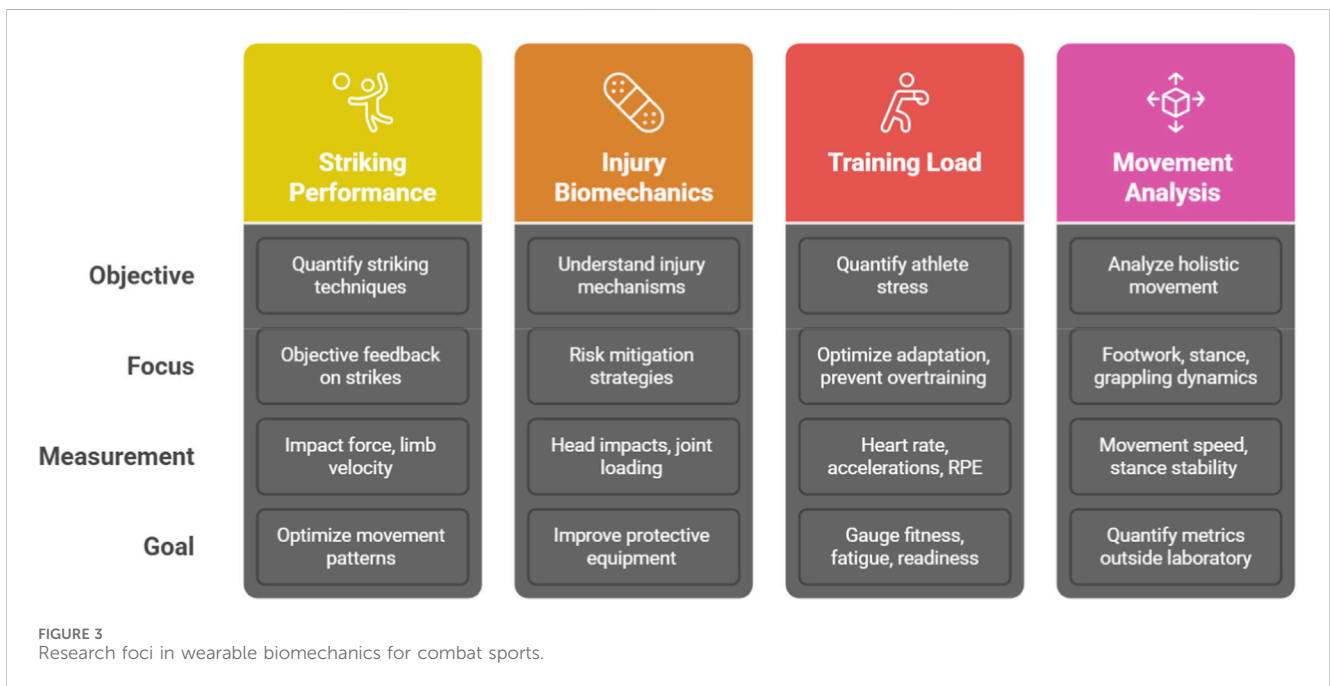 Striking
Performance
Injury
Biomechanics
Training Load
Movement
Analysis
Objective
Quantify striking
techniques
Understand injury
mechanisms
Quantify athlete
stress
Analyze holistic
movement
Focus
Objective feedback
on strikes
Risk mitigation
strategies
Optimize adaptation,
prevent overtraining
Footwork, stance,
grappling dynamics
Measurement
Impact force, limb
velocity
Head impacts, joint
loading
Heart rate,
accelerations, RPE
Movement speed,
stance stability
Goal
Optimize movement
patterns
Improve protective
equipment
Gauge fitness,
fatigue, readiness
Quantify metrics
outside laboratory
FIGURE 3
Research foci in wearable biomechanics for combat sports.